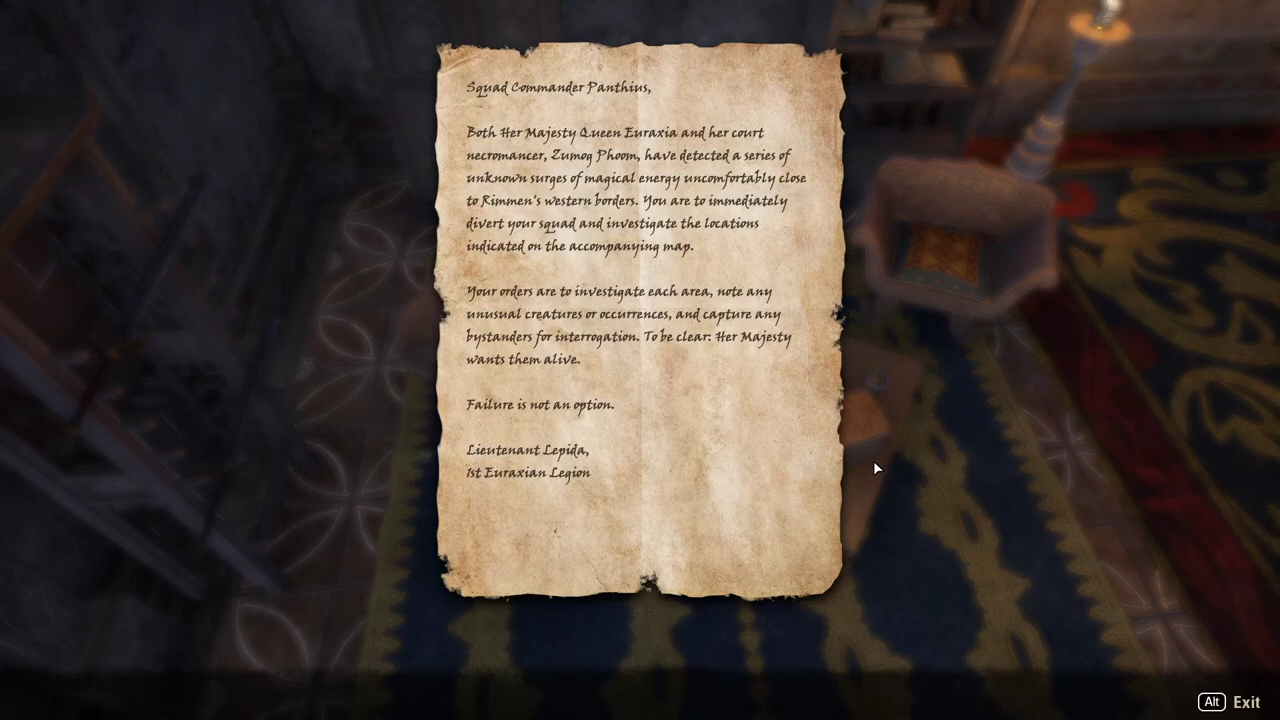 Squad Commander Panthius,
Both Her Majesty Queen Euraxia and her court
necromancer, Zumog Phoom, have detected a series of
unknown surges of magical energy uncomfortably close
to Rimmen's western borders. You are to immediately
divert your squad and investigate the locations
indicated on the accompanying map.
Your orders are to investigate each area, note any
unusual creatures or occurrences, and capture any
bystanders for interrogation. To be clear: Her Majesty
wants them alive.
Failure is not an option.
Lieutenant Lepida,
1st Euraxian Legion
Alt Exit